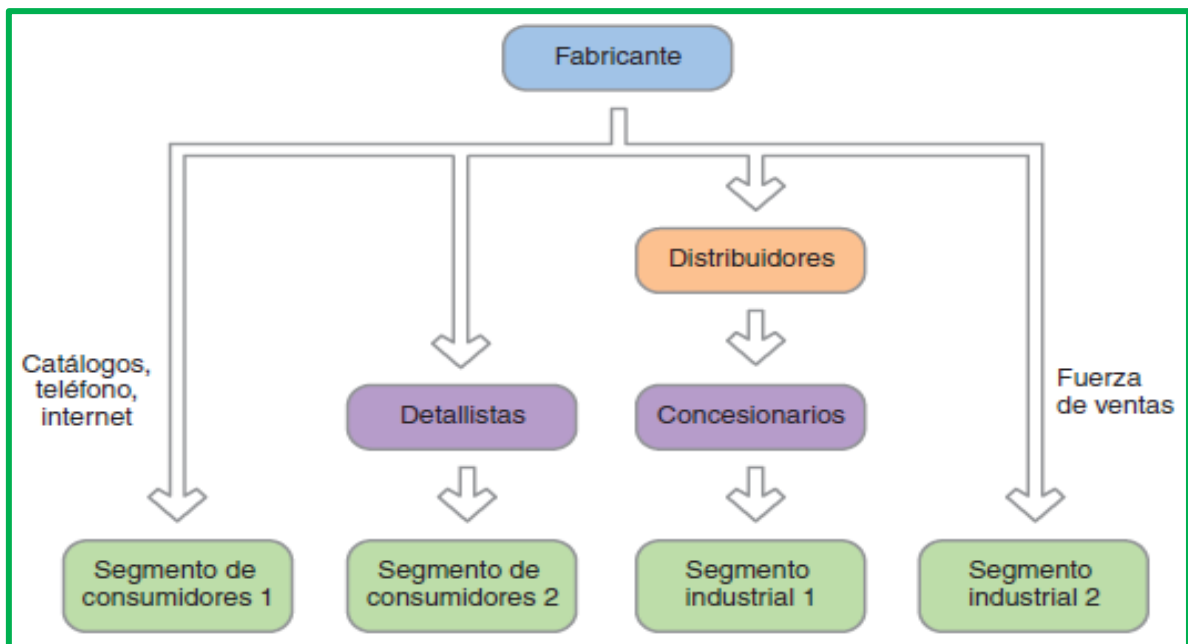 Fabricante
Distribuidores
Catálogos,
teléfono,
internet
Detallistas
Concesionarios
Fuerza
de ventas
Segmento de
consumidores 1
Segmento de
consumidores 2
Segmento
industrial 1
Segmento
industrial 2